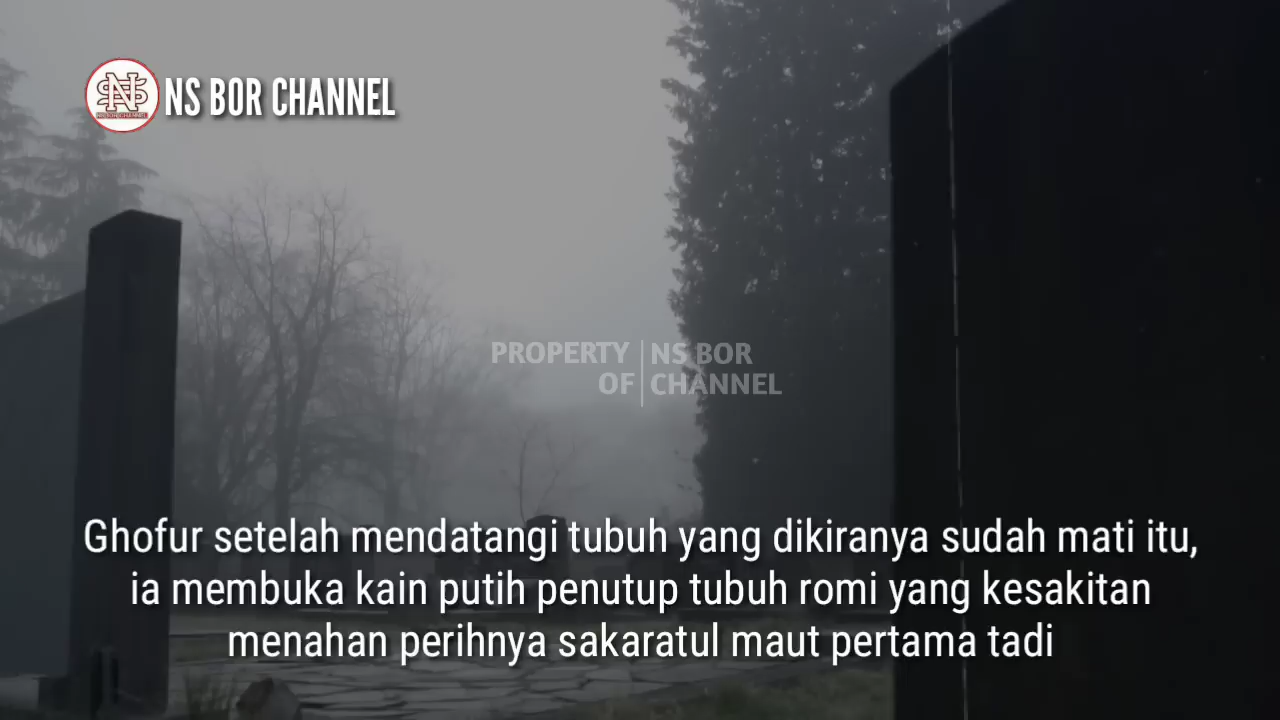 NS BOR CHANNEL
PROPERTY OF NS BOR CHANNEL
Ghofur setelah mendatangi tubuh yang dikiranya sudah mati itu,
ia membuka kain putih penutup tubuh romi yang kesakitan
menahan perihnya sakaratul maut pertama tadi